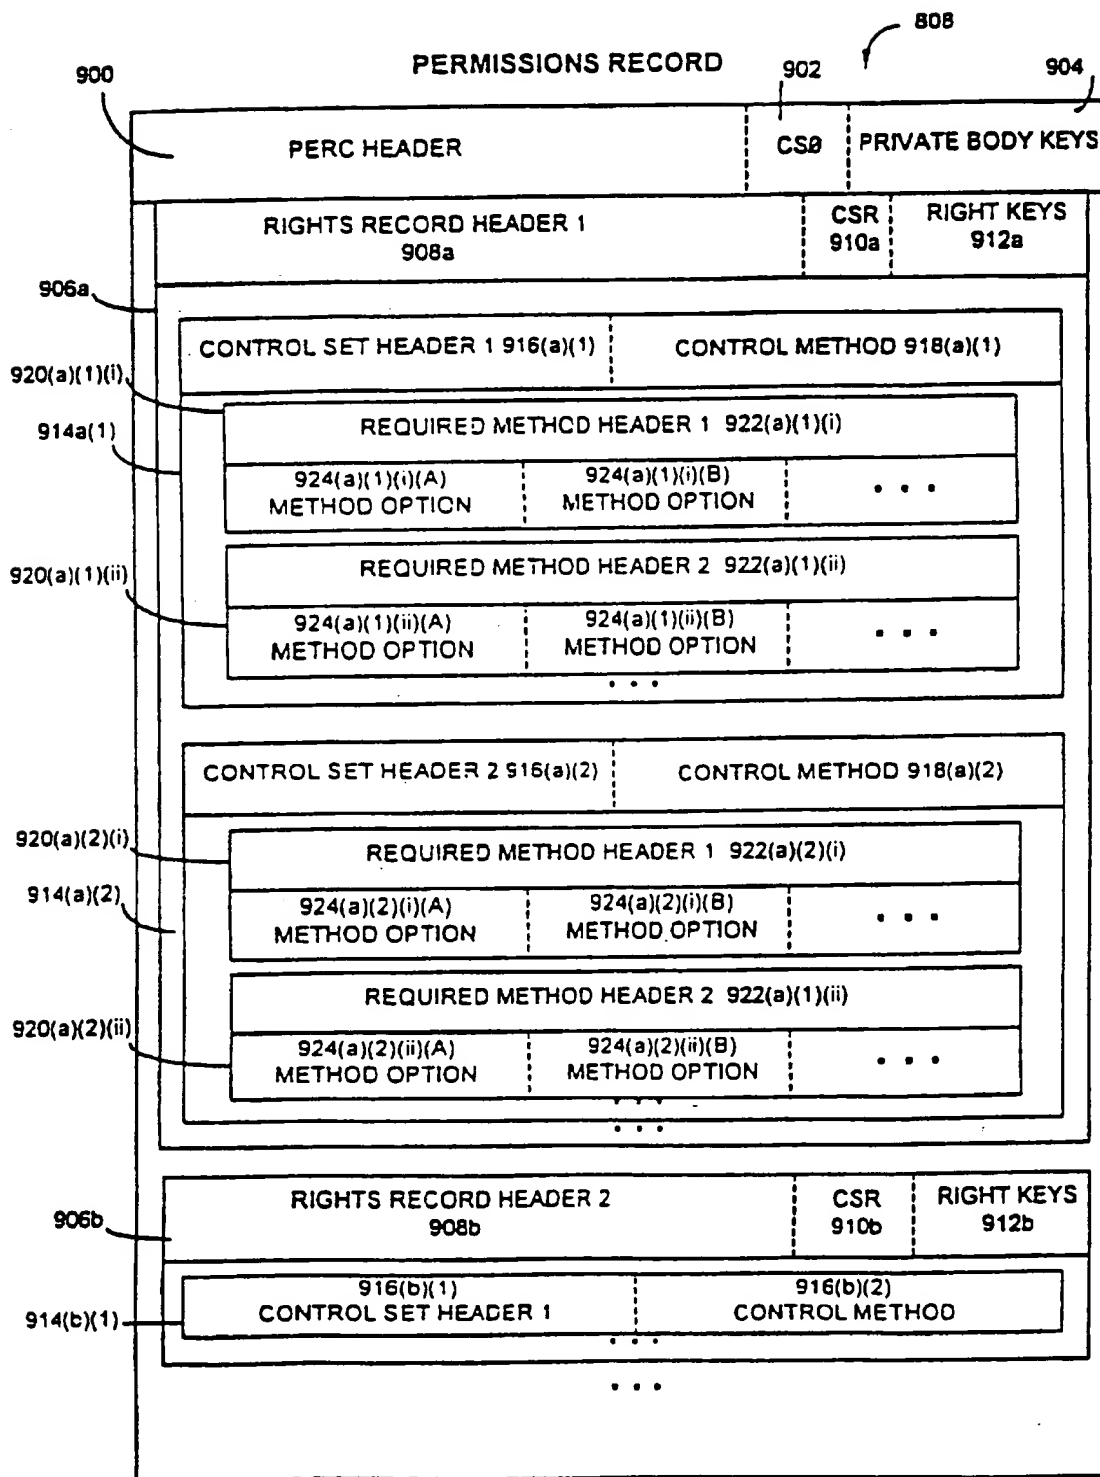 808
PERMISSIONS RECORD
900
902
904
PERC HEADER
CS0
PRIVATE BODY KEYS
RIGHTS RECORD HEADER 1
908a
CSR
910a
RIGHT KEYS
912a
906a
CONTROL SET HEADER 1 916(a)(1)
CONTROL METHOD 918(a)(1)
920(a)(1)(i)
914a(1)
REQUIRED METHOD HEADER 1 922(a)(1)(i)
924(a)(1)(i)(A)
METHOD OPTION
924(a)(1)(i)(B)
METHOD OPTION
• • •
REQUIRED METHOD HEADER 2 922(a)(1)(ii)
920(a)(1)(ii)
924(a)(1)(ii)(A)
METHOD OPTION
924(a)(1)(ii)(B)
METHOD OPTION
• • •
• • •
CONTROL SET HEADER 2 916(a)(2)
CONTROL METHOD 918(a)(2)
920(a)(2)(i)
REQUIRED METHOD HEADER 1 922(a)(2)(i)
914(a)(2)
924(a)(2)(i)(A)
METHOD OPTION
924(a)(2)(i)(B)
METHOD OPTION
• • •
REQUIRED METHOD HEADER 2 922(a)(1)(ii)
920(a)(2)(ii)
924(a)(2)(ii)(A)
METHOD OPTION
924(a)(2)(ii)(B)
METHOD OPTION
• • •
• • •
• • •
RIGHTS RECORD HEADER 2
908b
CSR
910b
RIGHT KEYS
912b
906b
916(b)(1)
CONTROL SET HEADER 1
916(b)(2)
CONTROL METHOD
914(b)(1)
• • •
• • •